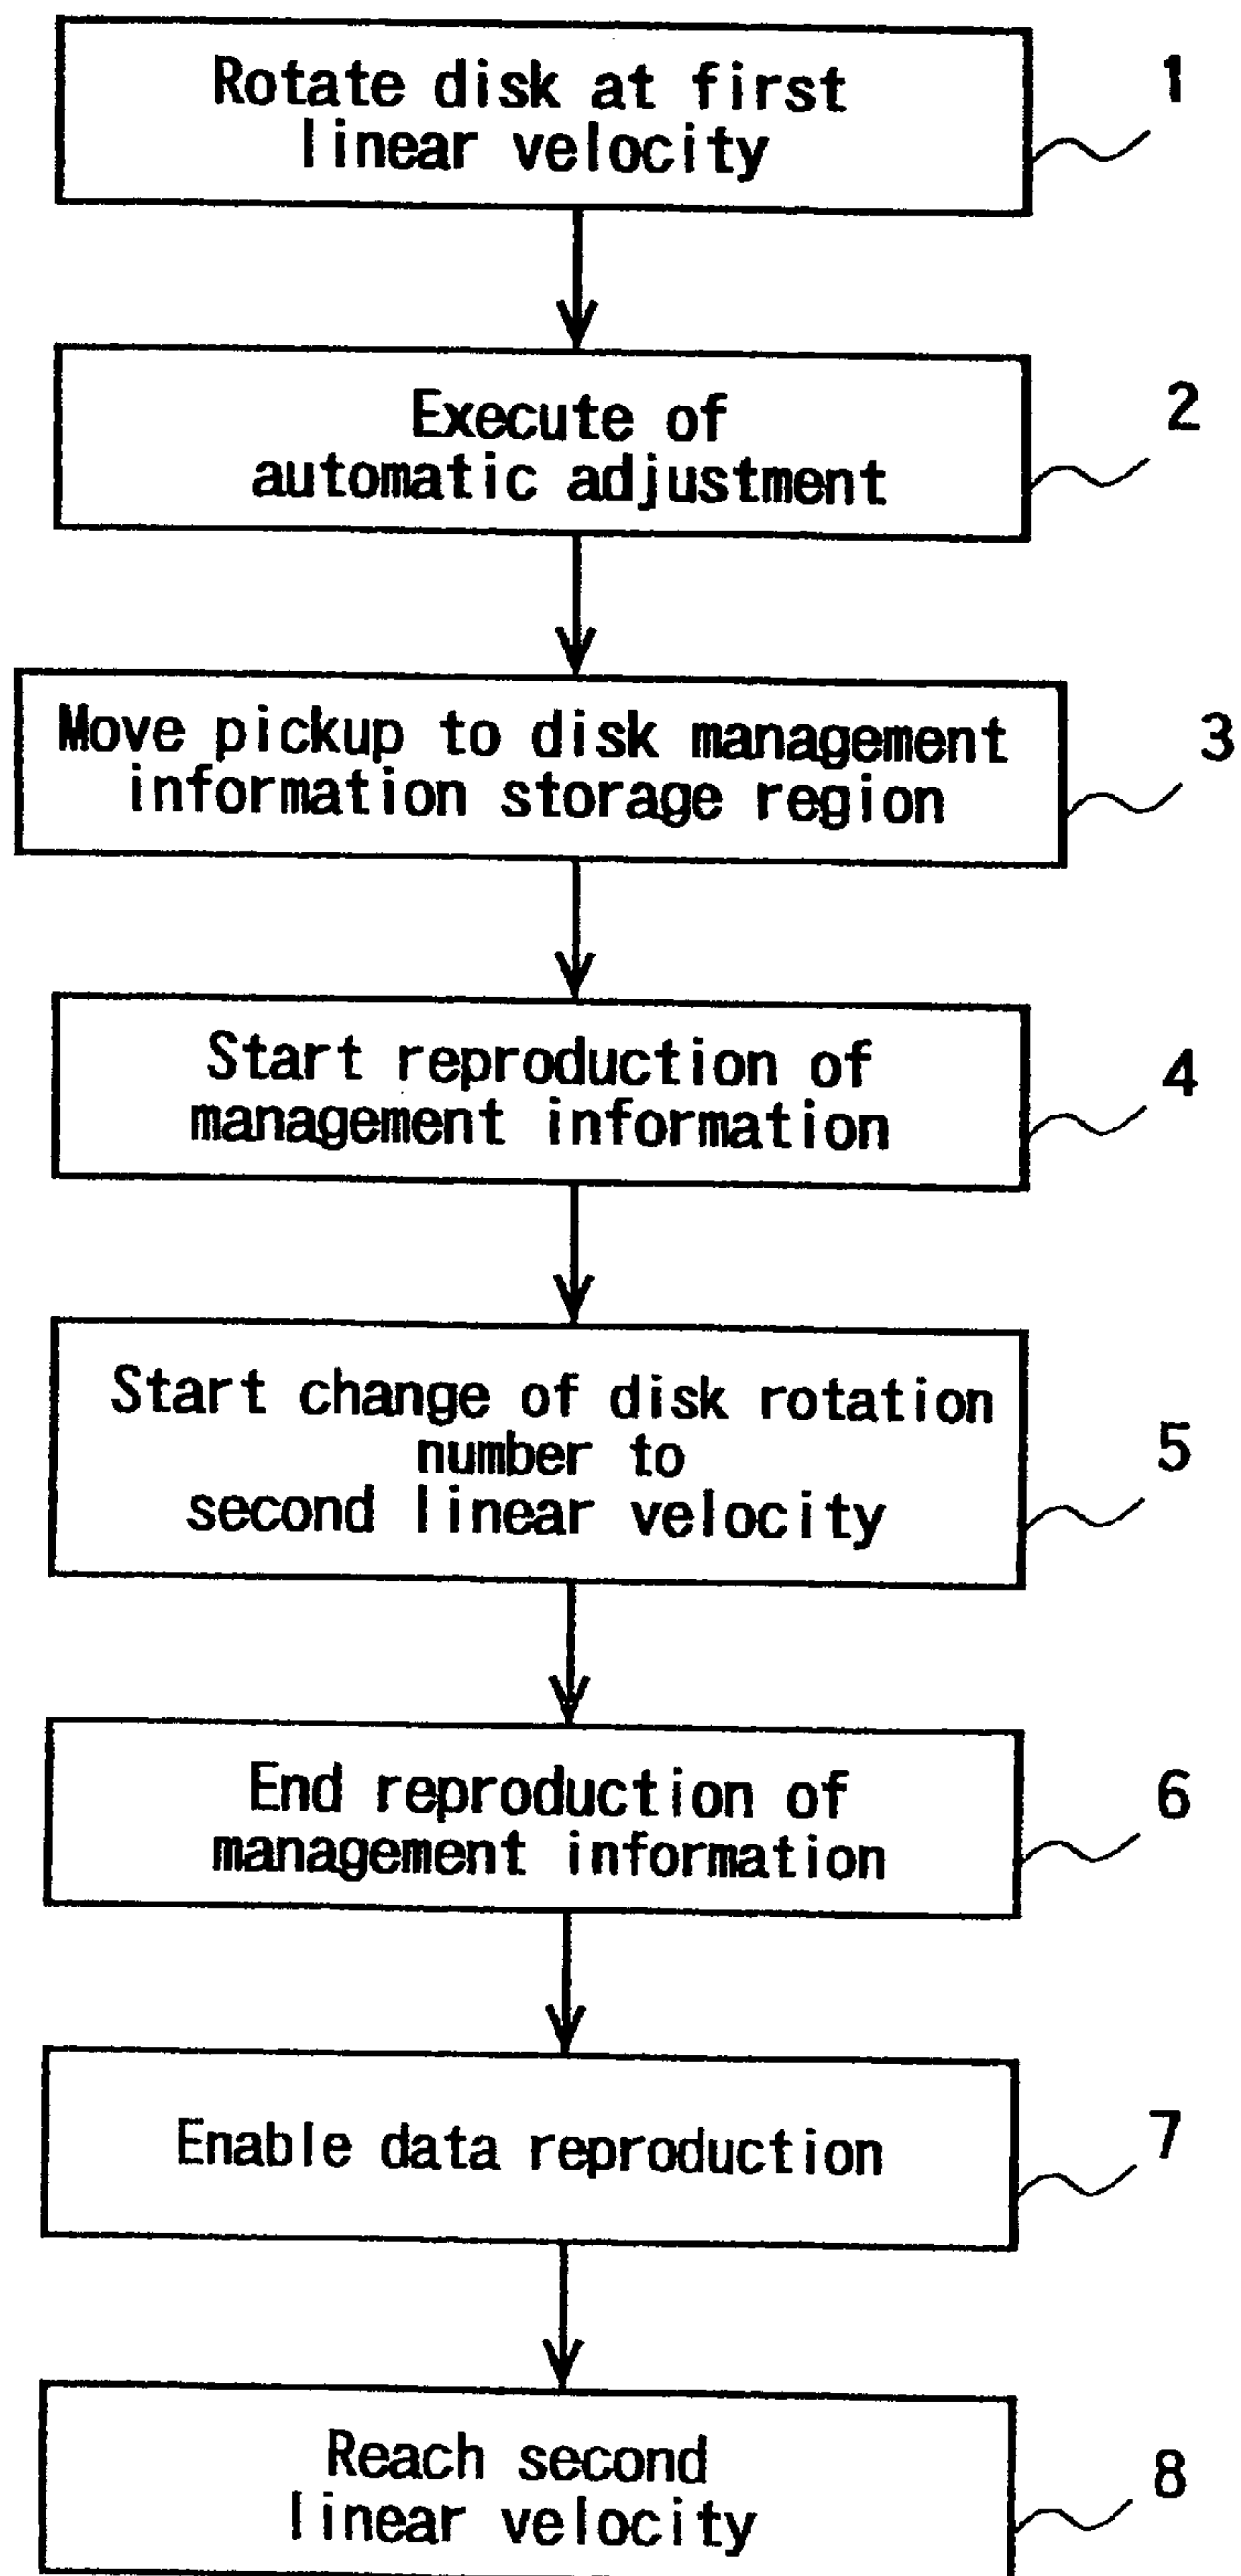 Rotate disk at first
linear velocity
1
Execute of
automatic adjustment
2
Move pickup to disk management
information storage region
3
Start reproduction of
management information
4
Start change of disk rotation
number to
second linear velocity
5
End reproduction of
management information
6
Enable data reproduction
7
Reach second
linear velocity
8